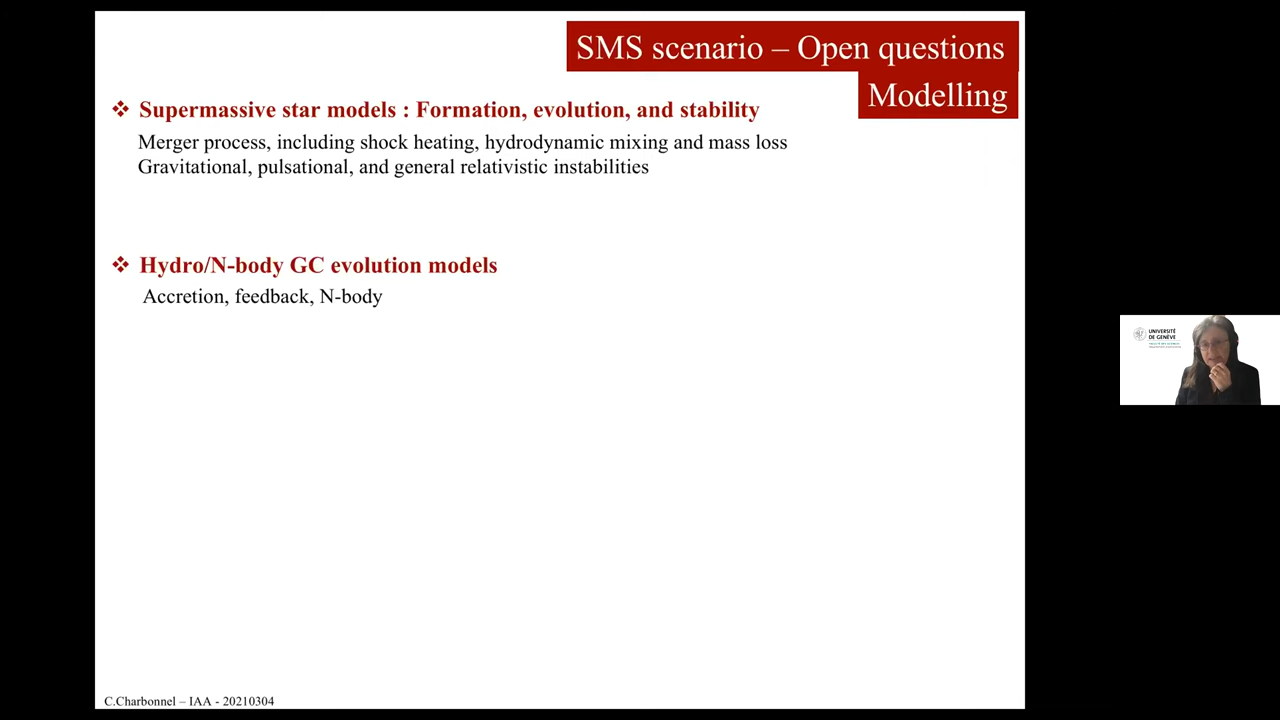 SMS scenario – Open questions
Modelling
❖ Supermassive star models : Formation, evolution, and stability
Merger process, including shock heating, hydrodynamic mixing and mass loss
Gravitational, pulsational, and general relativistic instabilities
❖ Hydro/N-body GC evolution models
Accretion, feedback, N-body
C.Charbonnel – IAA - 20210304
UNIVERSITÉ
DE GENÈVE